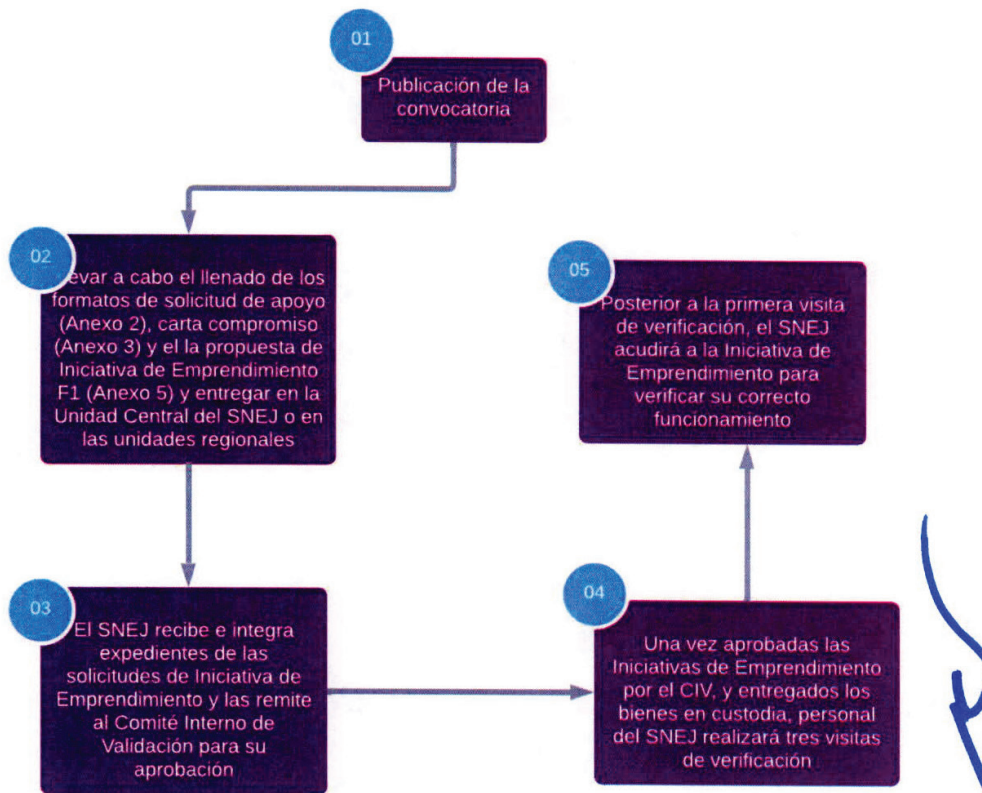 01
Publicación de la
convocatoria
02
evar a cabo el llenado de los
formatos de solicitud de apoyo
(Anexo 2), carta compromiso
(Anexo 3) y el la propuesta de
Iniciativa de Emprendimiento
F1 (Anexo 5) y entregar en la
Unidad Central del SNEJ o en
las unidades regionales
03
El SNEJ recibe e integra
expedientes de las
solicitudes de Iniciativa de
Emprendimiento y las remite
al Comité Interno de
Validación para su
aprobación
04
Una vez aprobadas las
Iniciativas de Emprendimiento
por el CIV, y entregados los
bienes en custodia, personal
del SNEJ realizará tres visitas
de verificación
05
Posterior a la primera visita
de verificación, el SNEJ
acudirá a la Iniciativa de
Emprendimiento para
verificar su correcto
funcionamiento